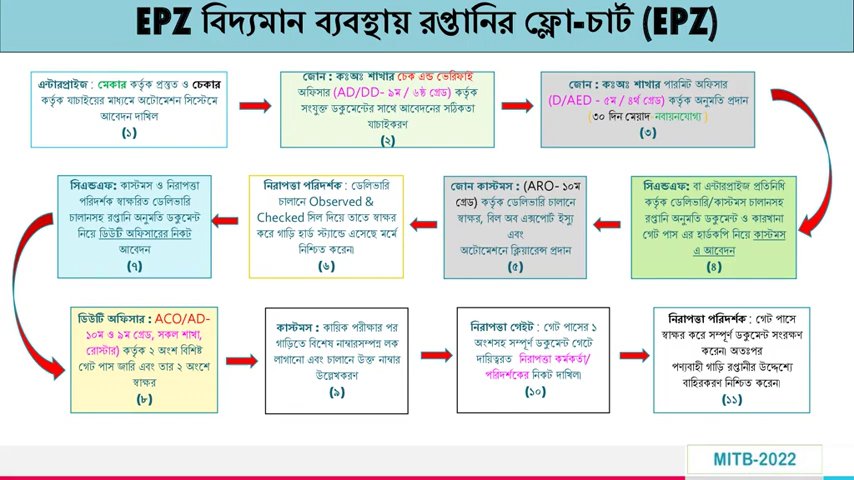 EPZ বিদ্যমান ব্যবস্থায় রপ্তানির ফ্লো-চার্ট (EPZ)
এন্টারপ্রাইজ : মেকার কর্তৃক প্রস্তুত ও চেকার
কর্তৃক যাচাইয়ের মাধ্যমে অটোমেশন সিস্টেমে
আবেদন দাখিল
(১)
জোন : কঃঅঃ শাখার চেক এন্ড ভেরিফাই
অফিসার (AD/DD- ৯ম / ৬ষ্ঠ গ্রেড) কর্তৃক
সংযুক্ত ডকুমেন্টের সাথে আবেদনের সঠিকতা
যাচাইকরণ
(২)
জোন : কঃঅঃ শাখার পারমিট অফিসার
(D/AED - ৫ম / ৪র্থ গ্রেড) কর্তৃক অনুমতি প্রদান
(৩০ দিন মেয়াদ নবায়নযোগ্য )
(৩)
সিএন্ডএফ: বা এন্টারপ্রাইজ প্রতিনিধি
কর্তৃক ডেলিভারি/কাস্টমস চালানসহ
রপ্তানি অনুমতি ডকুমেন্ট ও কারখানা
গেট পাস এর হার্ডকপি নিয়ে কাস্টমস
এ আবেদন
(৪)
জোন কাস্টমস : (ARO- ১০ম
গ্রেড) কর্তৃক ডেলিভারি চালানে
স্বাক্ষর, বিল অব এক্সপোর্ট ইস্যু
এবং
অটোমেশনে ক্লিয়ারেন্স প্রদান
(৫)
নিরাপত্তা পরিদর্শক : ডেলিভারি
চালানে Observed &
Checked সিল দিয়ে তাতে স্বাক্ষর
করে গাড়ি হার্ড স্ট্যান্ডে এসেছে মর্মে
নিশ্চিত করেন।
(৬)
সিএন্ডএফ: কাস্টমস ও নিরাপত্তা
পরিদর্শক স্বাক্ষরিত ডেলিভারি
চালানসহ রপ্তানি অনুমতি ডকুমেন্ট
নিয়ে ডিউটি অফিসারের নিকট
আবেদন
(৭)
ডিউটি অফিসার : ACO/AD-
১০ম ও ৯ম গ্রেড, সকল শাখা,
রোস্টার) কর্তৃক ২ অংশ বিশিষ্ট
গেট পাস জারি এবং তার ২ অংশে
স্বাক্ষর
(৮)
কাস্টমস : কায়িক পরীক্ষার পর
গাড়িতে বিশেষ নাম্বারসম্পন্ন লক
লাগানো এবং চালানে উক্ত নাম্বার
উল্লেখকরণ
(৯)
নিরাপত্তা গেইট : গেট পাসের ১
অংশসহ সম্পূর্ণ ডকুমেন্ট গেটে
দায়িত্বরত নিরাপত্তা কর্মকর্তা/
পরিদর্শকের নিকট দাখিল।
(১০)
নিরাপত্তা পরিদর্শক : গেট পাসে
স্বাক্ষর করে সম্পূর্ণ ডকুমেন্ট সংরক্ষণ
করেন। অতঃপর
পণ্যবাহী গাড়ি রপ্তানীর উদ্দেশ্যে
বাহিরকরণ নিশ্চিত করেন।
(১১)
MITB-2022